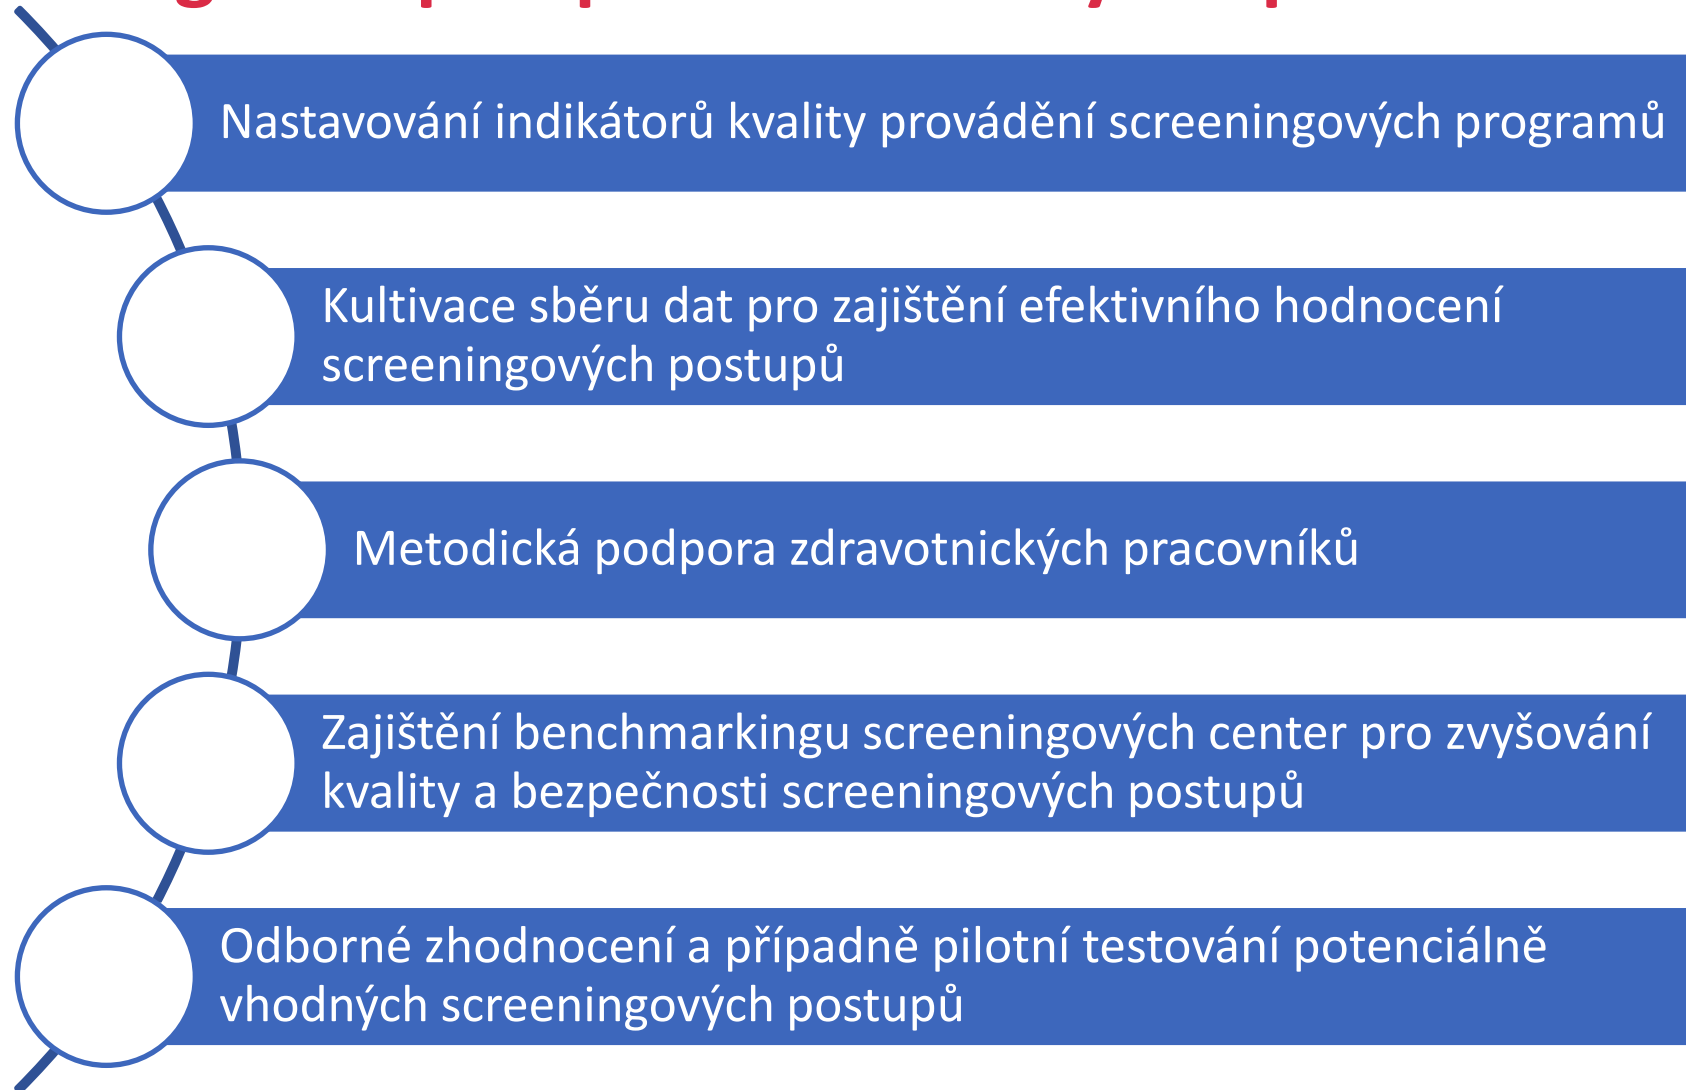 Nastavování indikátorů kvality provádění screeningových programů
Kultivace sběru dat pro zajištění efektivního hodnocení
screeningových postupů
Metodická podpora zdravotnických pracovníků
Zajištění benchmarkingu screeningových center pro zvyšování
kvality a bezpečnosti screeningových postupů
Odborné zhodnocení a případně pilotní testování potenciálně
vhodných screeningových postupů